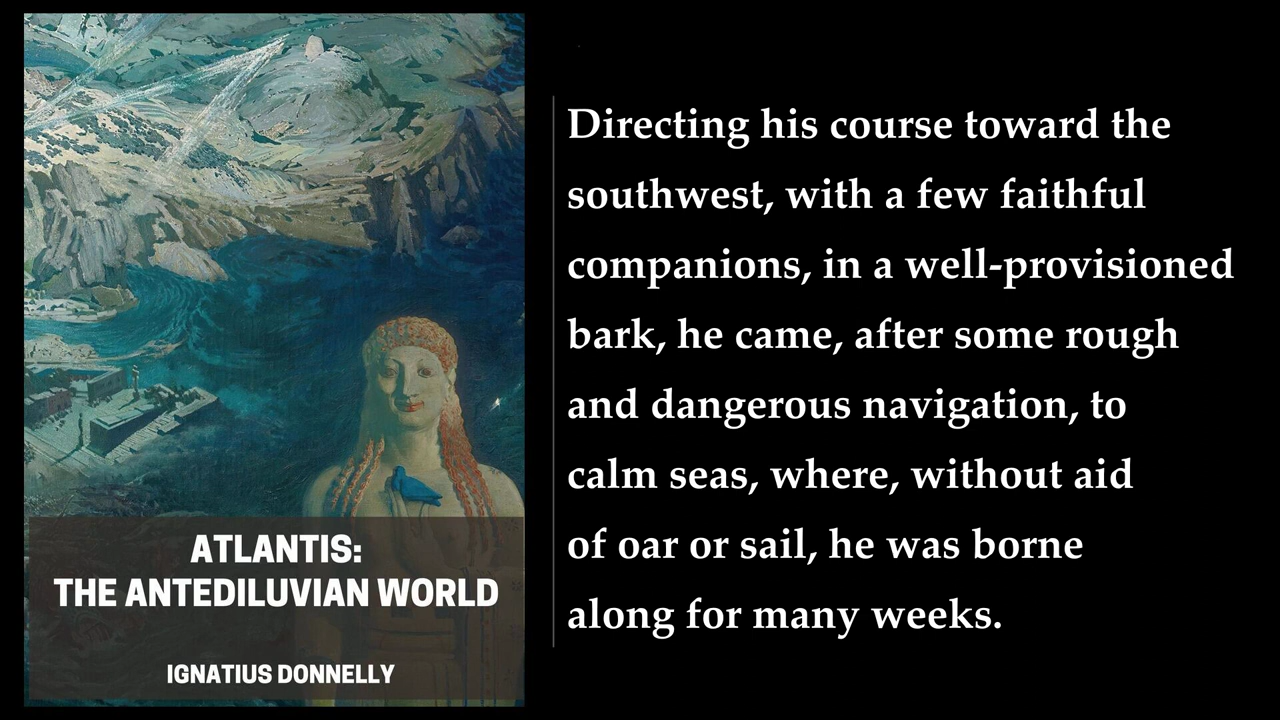 ATLANTIS:
THE ANTEDILUVIAN WORLD
IGNATIUS DONNELLY
Directing his course toward the
southwest, with a few faithful
companions, in a well-provisioned
bark, he came, after some rough
and dangerous navigation, to
calm seas, where, without aid
of oar or sail, he was borne
along for many weeks.